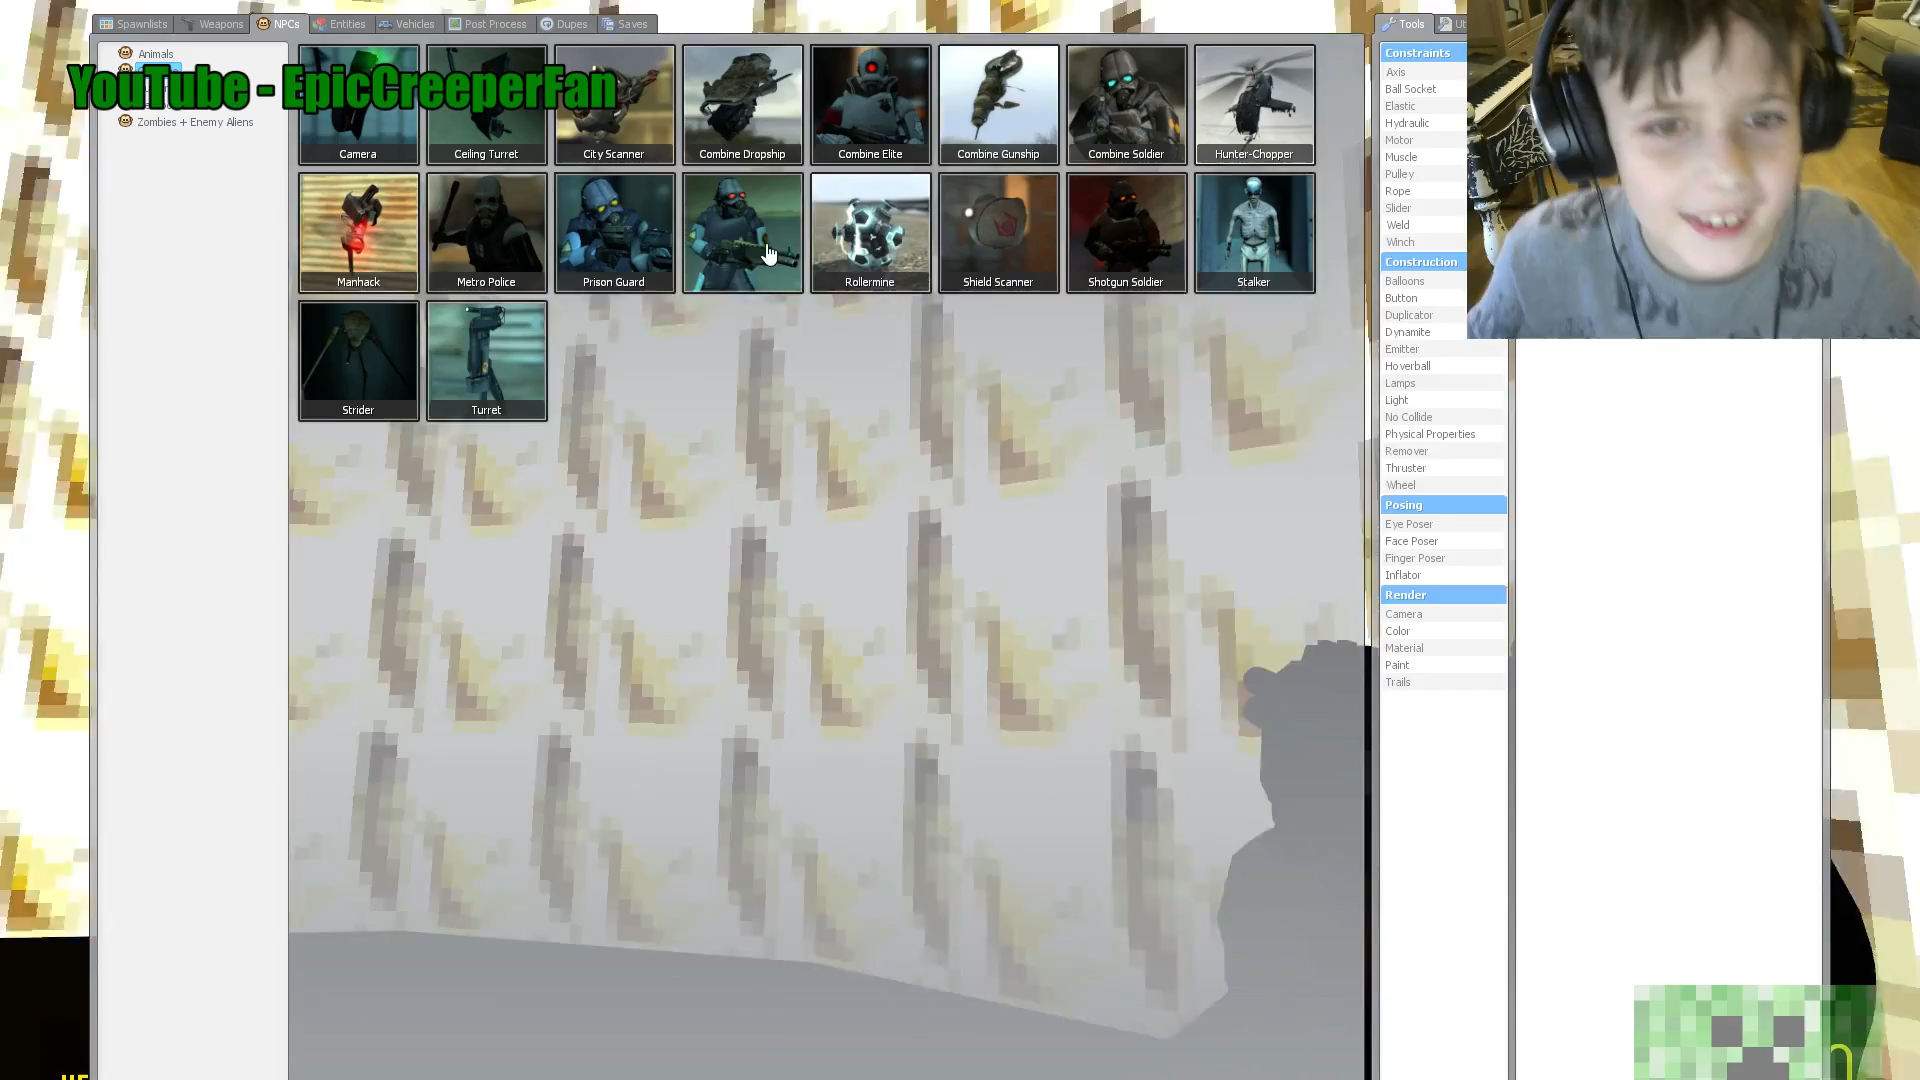 Spawnlists Weapons NPCs Entities Vehicles Post Process Dupes Saves
Tools
Animals
YouTube - EpicCreeperFan
Zombies + Enemy Aliens
Camera Ceiling Turret City Scanner Combine Dropship Combine Elite Combine Gunship Combine Soldier Hunter-Chopper
Manhack Metro Police Prison Guard Rollermine Shield Scanner Shotgun Soldier Stalker
Strider Turret
Constraints
Axis
Ball Socket
Elastic
Hydraulic
Motor
Muscle
Pulley
Rope
Slider
Weld
Winch
Construction
Balloons
Button
Duplicator
Dynamite
Emitter
Hoverball
Lamps
Light
No Collide
Physical Properties
Remover
Thruster
Wheel
Posing
Eye Poser
Face Poser
Finger Poser
Inflator
Render
Camera
Color
Material
Paint
Trails